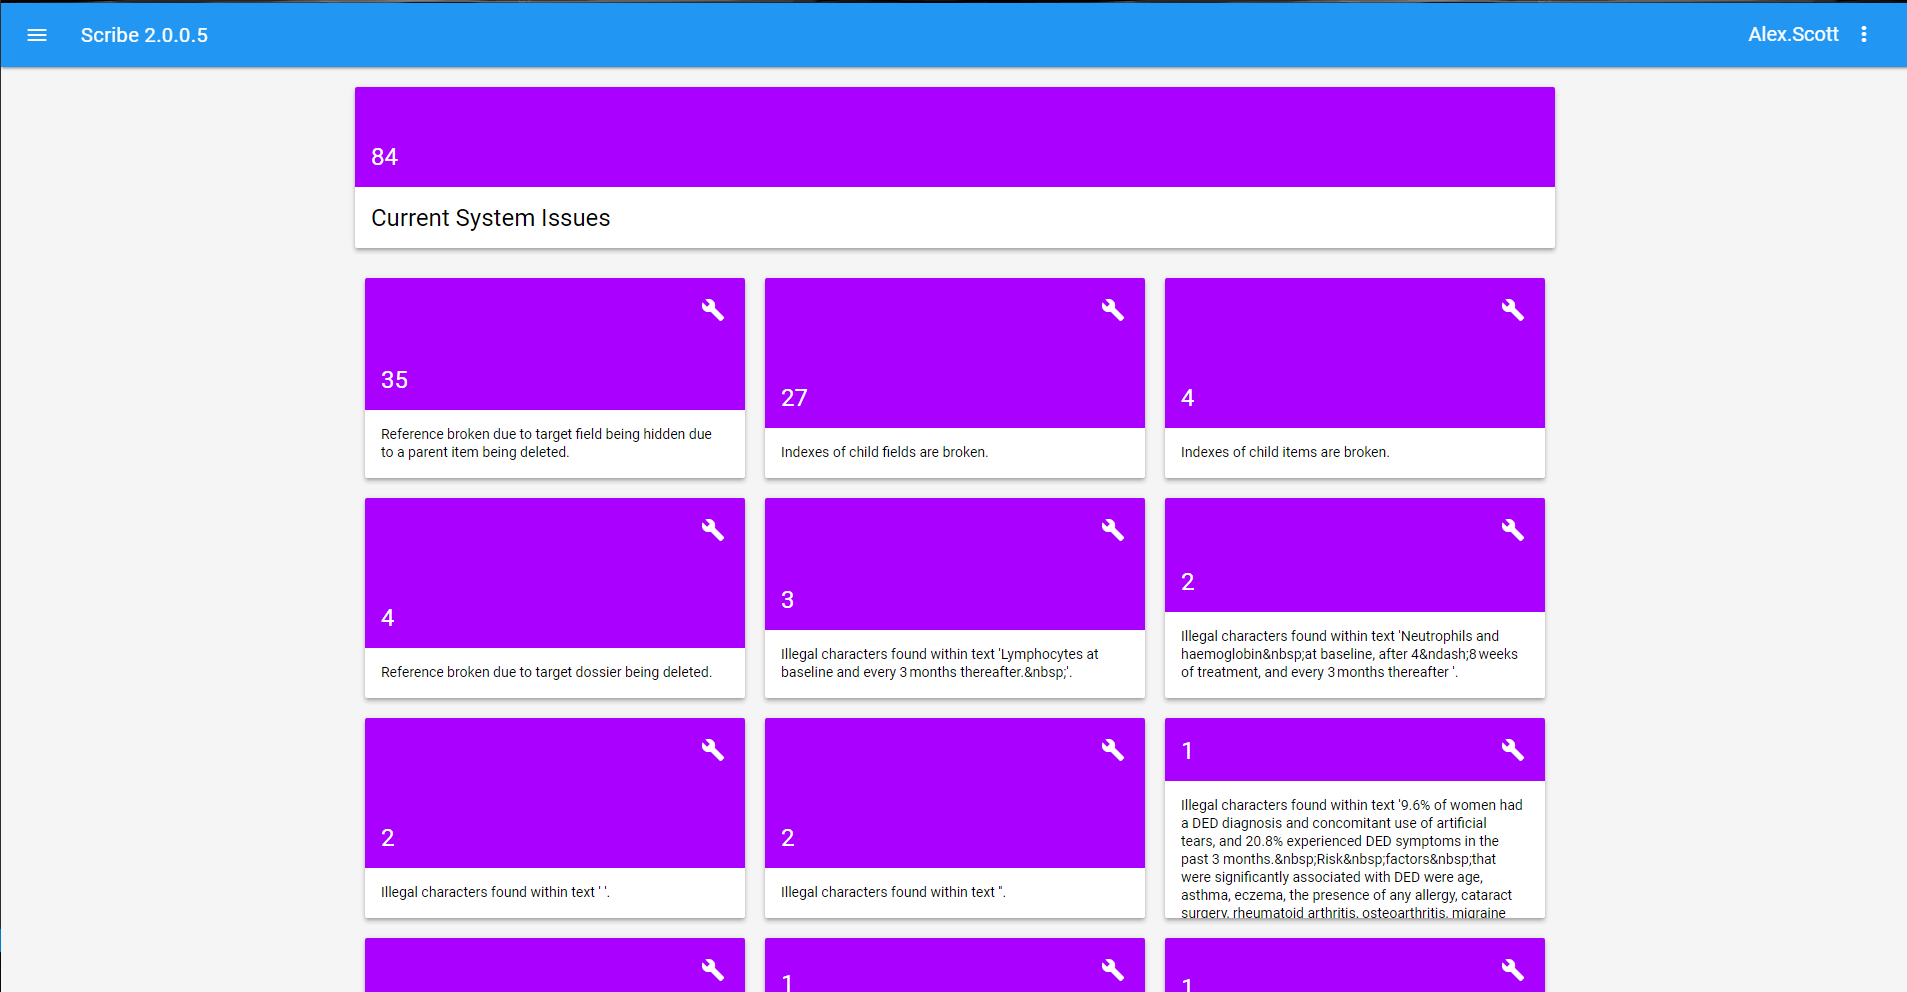 Scribe 2.0.0.5
Alex.Scott
84
Current System Issues
35
Reference broken due to target field being hidden due
to a parent item being deleted.
27
Indexes of child fields are broken.
4
Indexes of child items are broken.
4
Reference broken due to target dossier being deleted.
3
Illegal characters found within text 'Lymphocytes at
baseline and every 3 months thereafter.&nbsp;'.
2
Illegal characters found within text 'Neutrophils and
haemoglobin&nbsp;at baseline, after 4&ndash;8 weeks
of treatment, and every 3 months thereafter '.
2
Illegal characters found within text ' '.
2
Illegal characters found within text ''.
1
Illegal characters found within text '9.6% of women had
a DED diagnosis and concomitant use of artificial
tears, and 20.8% experienced DED symptoms in the
past 3 months.&nbsp;Risk&nbsp;factors&nbsp;that
were significantly associated with DED were age,
asthma, eczema, the presence of any allergy, cataract
surgery, rheumatoid arthritis, osteoarthritis, migraine
1
1